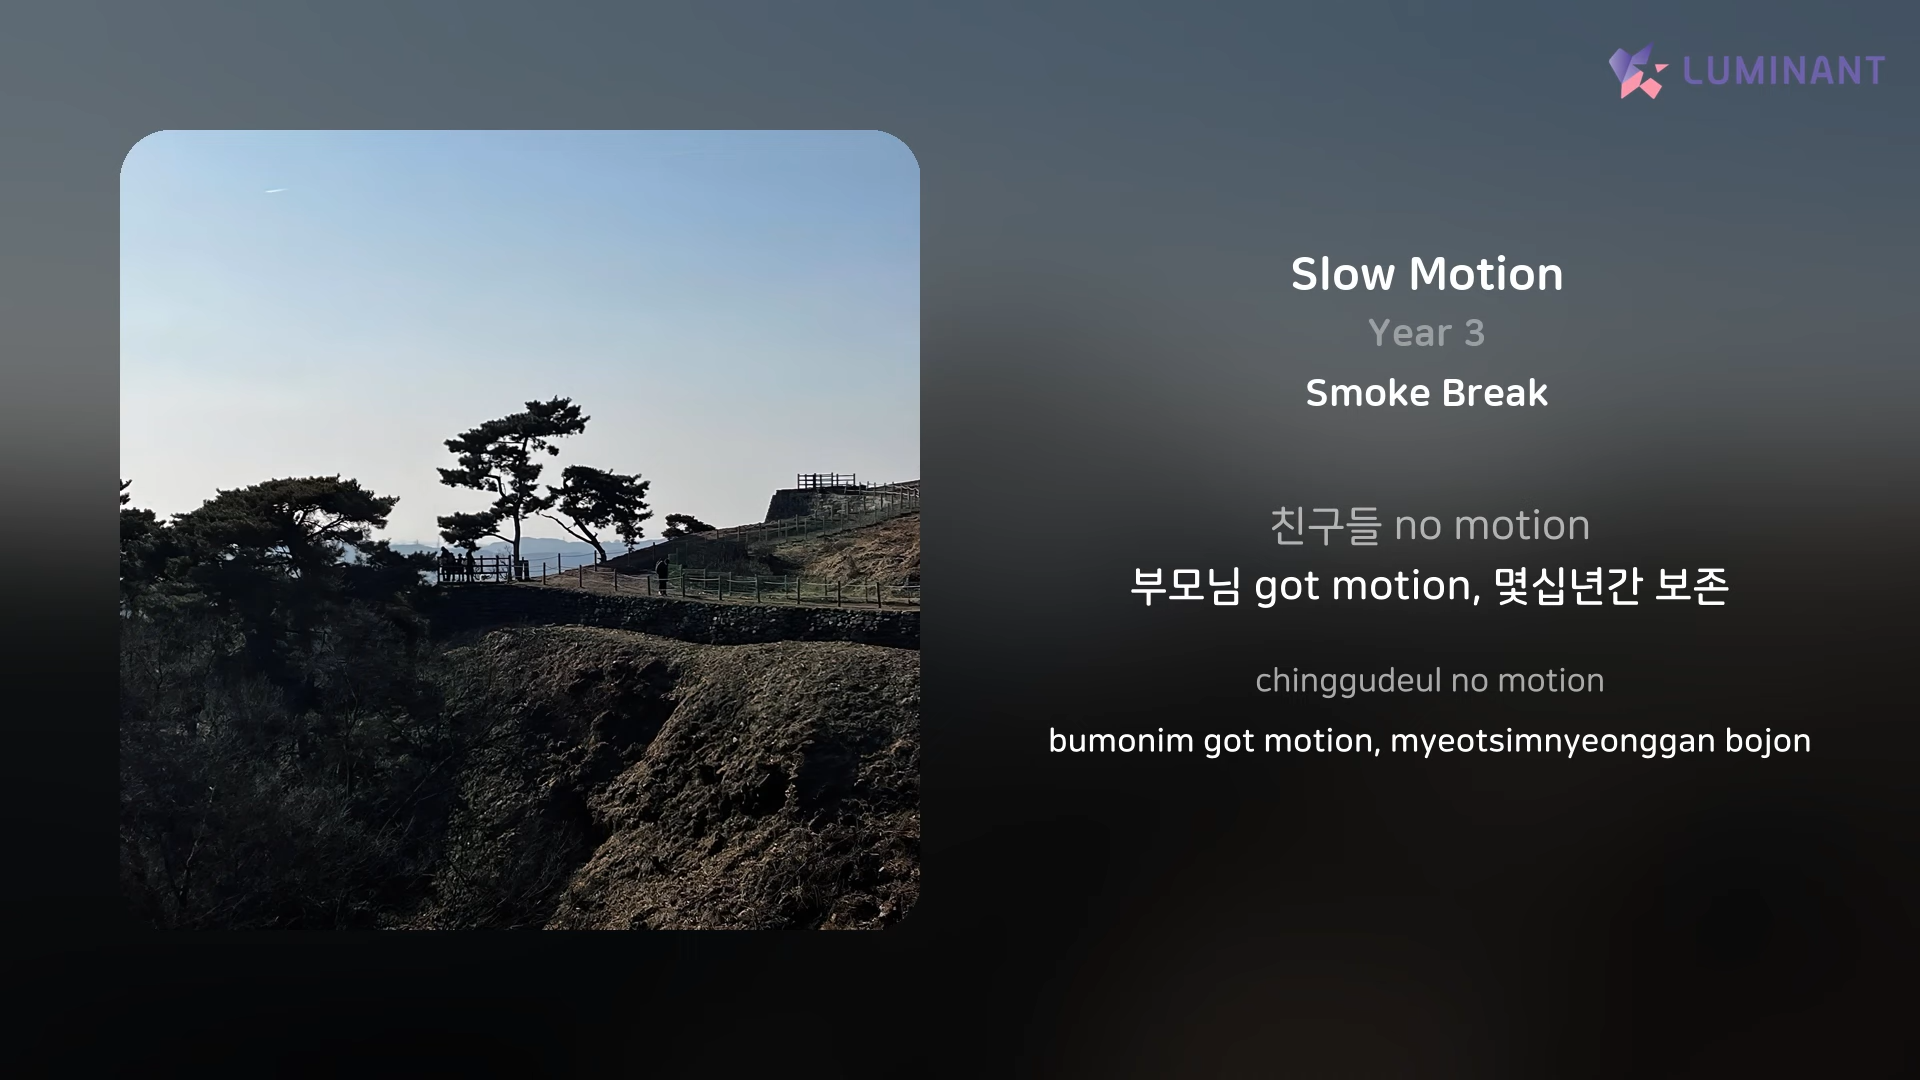 LUMINANT
Slow Motion
Year 3
Smoke Break
친구들 no motion
부모님 got motion, 몇십년간 보존
chinggudeul no motion
bumonim got motion, myeotsimnyeonggan bojon